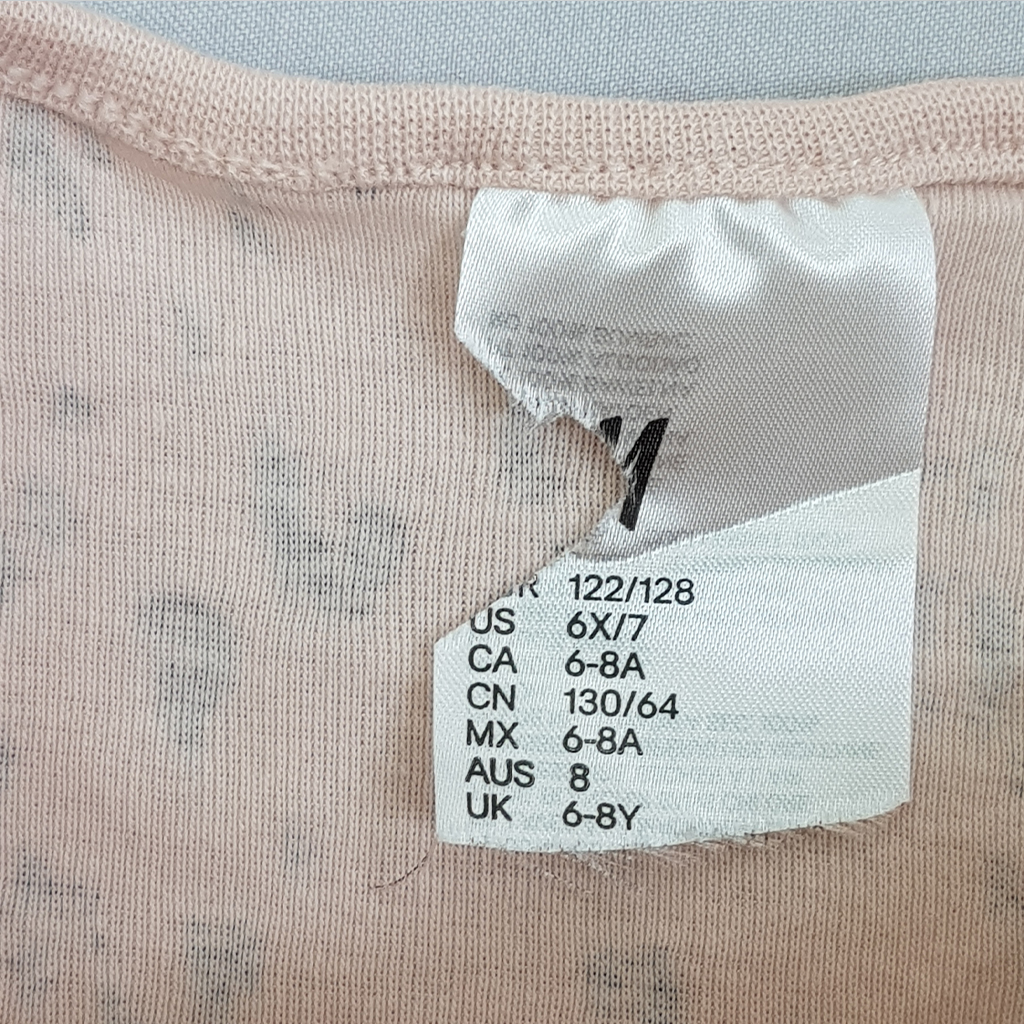 M
R 122/128
US 6X/7
CA 6-8A
CN 130/64
MX 6-8A
AUS 8
UK 6-8Y